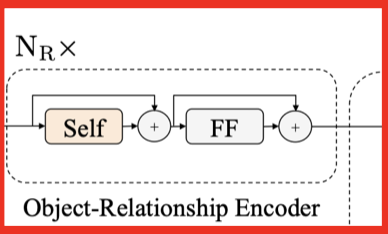 N_R×
Self + FF +
Object-Relationship Encoder